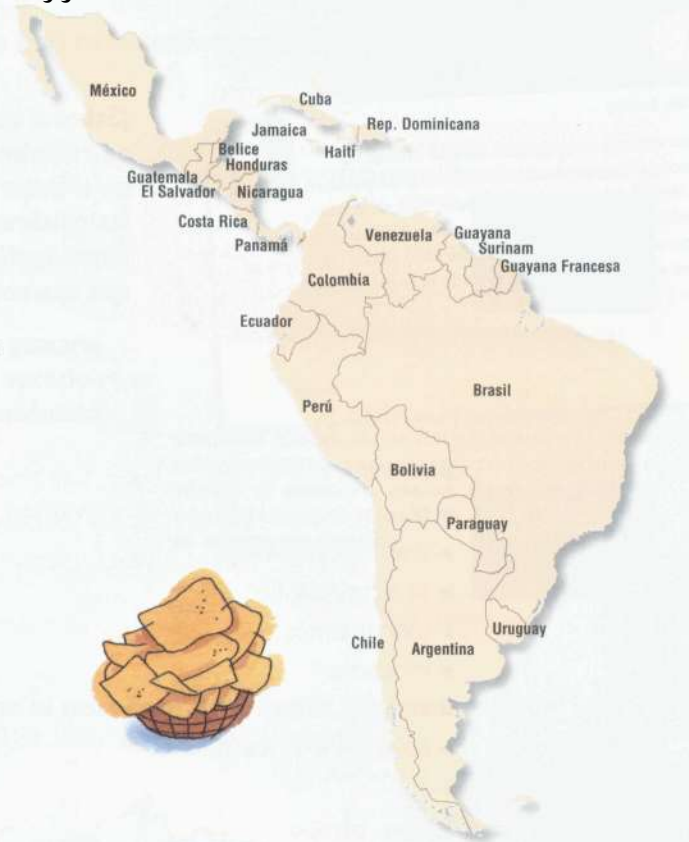 México
Cuba
Jamaica
Rep. Dominicana
Haití
Belice
Honduras
Guatemala
El Salvador
Nicaragua
Costa Rica
Panamá
Venezuela
Guayana
Surinam
Guayana Francesa
Colombia
Ecuador
Brasil
Perú
Bolivia
Paraguay
Chile
Argentina
Uruguay